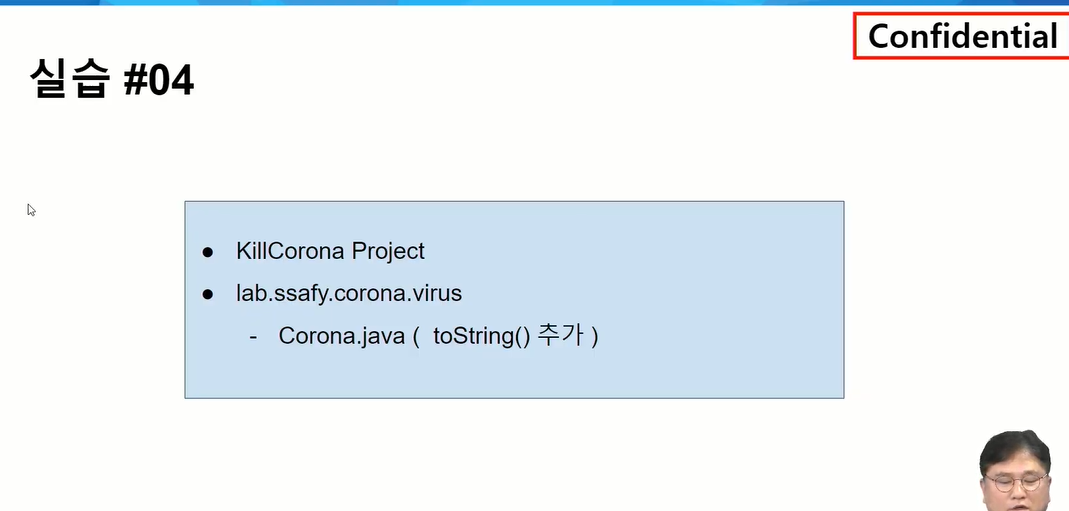 Confidential
실습 #04
● KillCorona Project
● lab.ssafy.corona.virus
- Corona.java ( toString() 추가 )